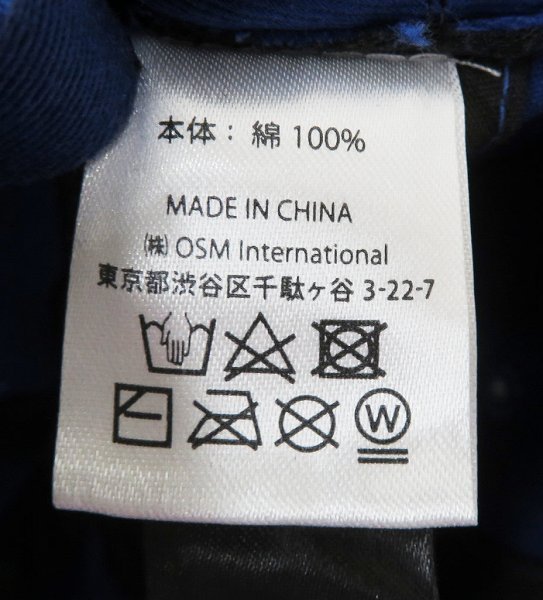 本体：綿 100%
MADE IN CHINA
㈱ OSM International
東京都渋谷区千駄ヶ谷 3-22-7
W